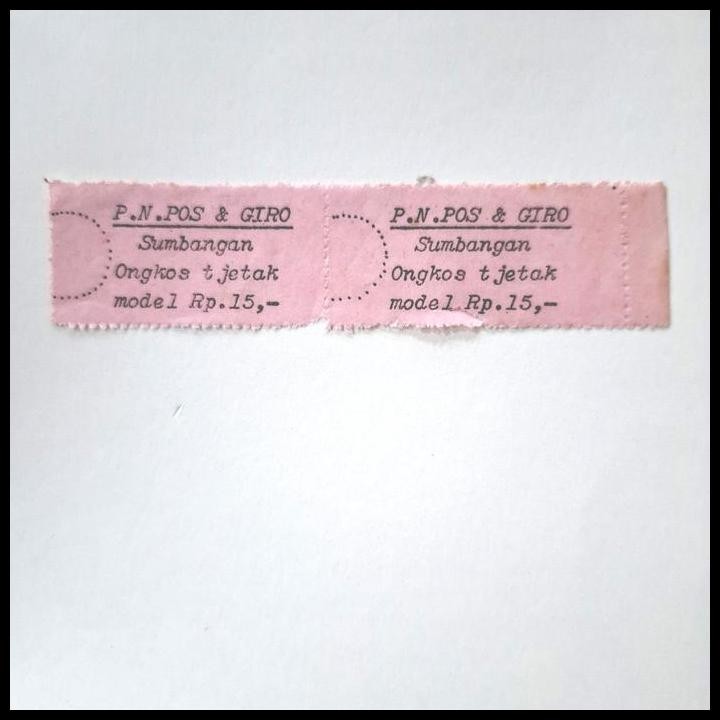 P.N.POS & GIRO
Sumbangan
Ongkos tjetak
model Rp.15,-
P.N.POS & GIRO
Sumbangan
Ongkos tjetak
model Rp.15,-